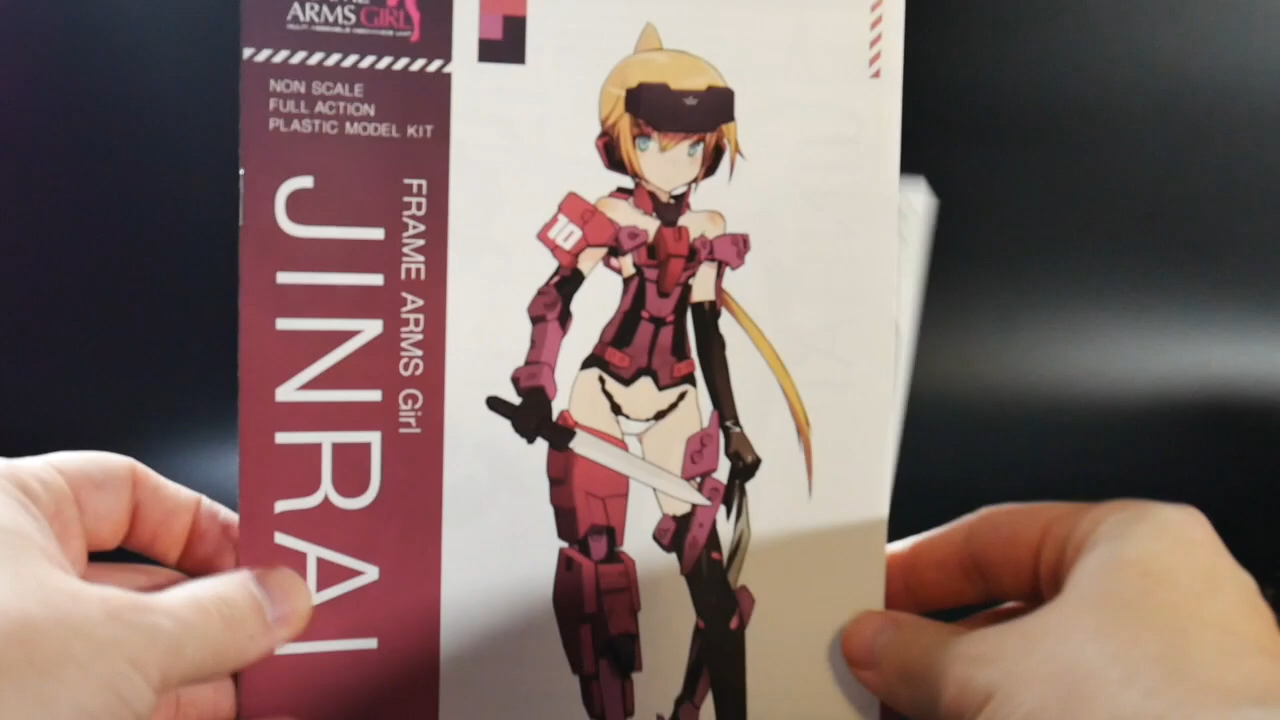 ARMS GIRL
NON SCALE
FULL ACTION
PLASTIC MODEL KIT
FRAME ARMS Girl
JINRAI
10